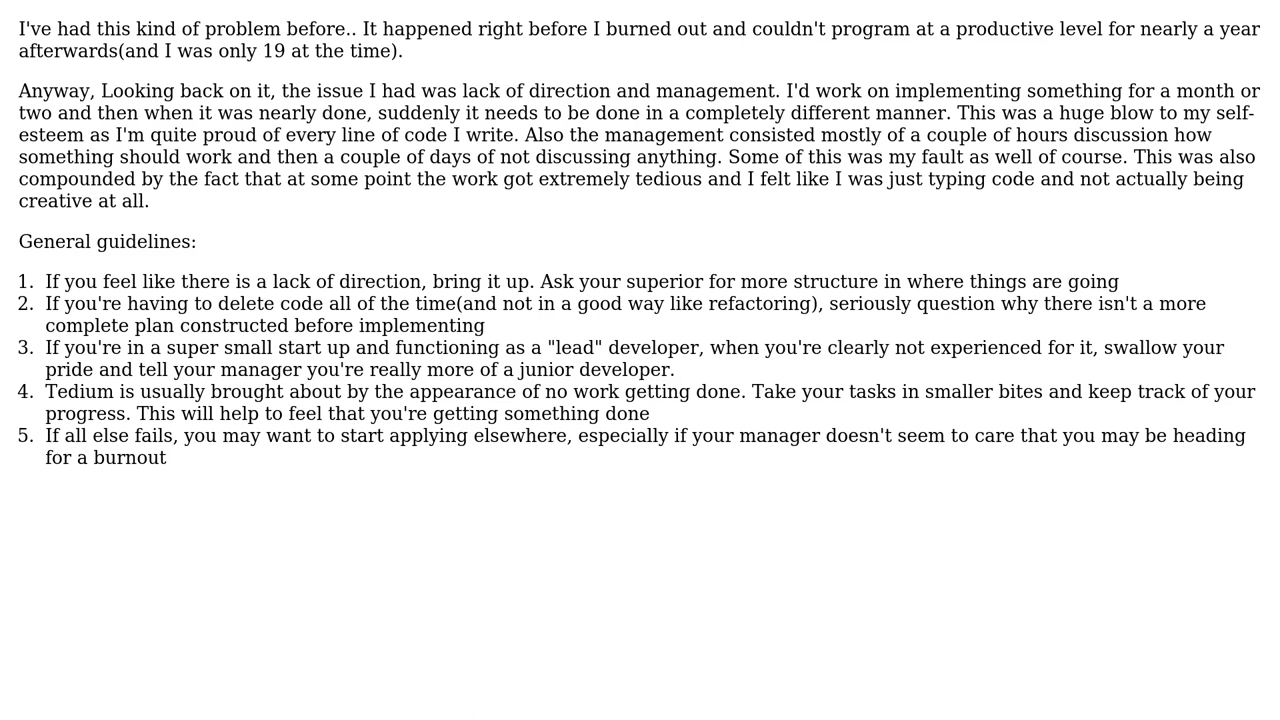 I've had this kind of problem before.. It happened right before I burned out and couldn't program at a productive level for nearly a year
afterwards(and I was only 19 at the time).
Anyway, Looking back on it, the issue I had was lack of direction and management. I'd work on implementing something for a month or
two and then when it was nearly done, suddenly it needs to be done in a completely different manner. This was a huge blow to my self-
esteem as I'm quite proud of every line of code I write. Also the management consisted mostly of a couple of hours discussion how
something should work and then a couple of days of not discussing anything. Some of this was my fault as well of course. This was also
compounded by the fact that at some point the work got extremely tedious and I felt like I was just typing code and not actually being
creative at all.
General guidelines:
1. If you feel like there is a lack of direction, bring it up. Ask your superior for more structure in where things are going
2. If you're having to delete code all of the time(and not in a good way like refactoring), seriously question why there isn't a more
complete plan constructed before implementing
3. If you're in a super small start up and functioning as a "lead" developer, when you're clearly not experienced for it, swallow your
pride and tell your manager you're really more of a junior developer.
4. Tedium is usually brought about by the appearance of no work getting done. Take your tasks in smaller bites and keep track of your
progress. This will help to feel that you're getting something done
5. If all else fails, you may want to start applying elsewhere, especially if your manager doesn't seem to care that you may be heading
for a burnout